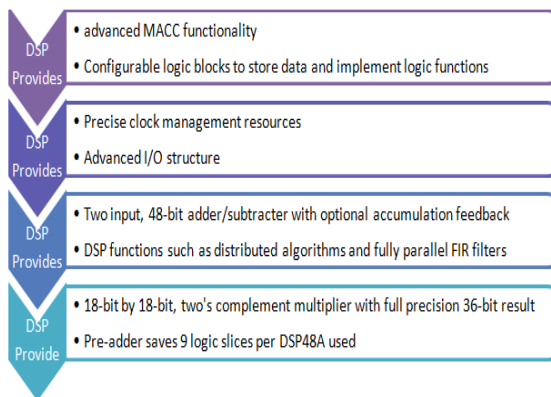 DSP
Provides
• advanced MACC functionality
• Configurable logic blocks to store data and implement logic functions
DSP
Provides
• Precise clock management resources
• Advanced I/O structure
DSP
Provides
• Two input, 48-bit adder/subtracter with optional accumulation feedback
• DSP functions such as distributed algorithms and fully parallel FIR filters
DSP
Provide
• 18-bit by 18-bit, two's complement multiplier with full precision 36-bit result
• Pre-adder saves 9 logic slices per DSP48A used